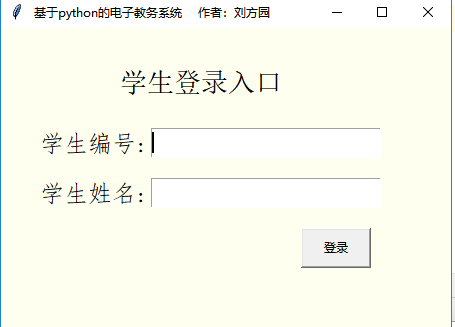 基于python的电子教务系统 作者：刘方园
学生登录入口
学生编号:
学生姓名:
登录